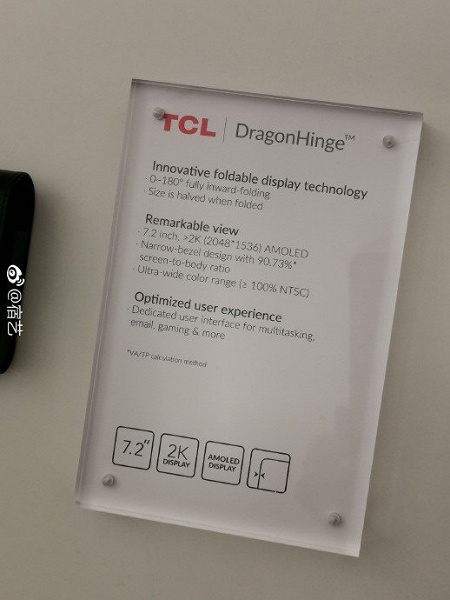 TCL | DragonHinge™
Innovative foldable display technology
· 0~180° fully inward-folding
· Size is halved when folded
Remarkable view
· 7.2 inch, >2K (2048*1536) AMOLED
· Narrow-bezel design with 90.73%*
screen-to-body ratio
· Ultra-wide color range (≥ 100% NTSC)
Optimized user experience
· Dedicated user interface for multitasking,
email, gaming & more
*VA/TP calculation method
7.2"
2K
DISPLAY
AMOLED
DISPLAY
@宿艺